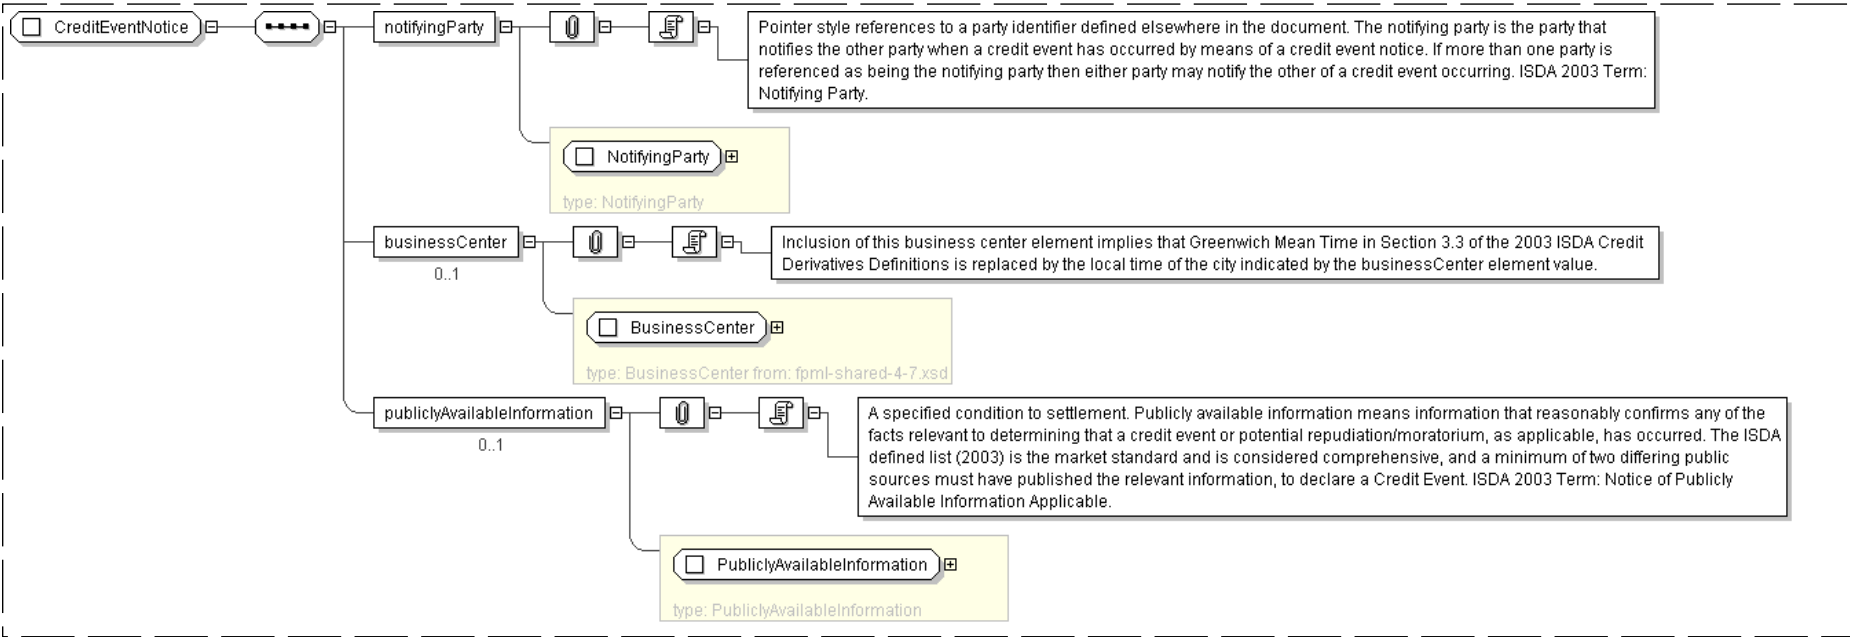 CreditEventNotice
notifyingParty
Pointer style references to a party identifier defined elsewhere in the document. The notifying party is the party that
notifies the other party when a credit event has occurred by means of a credit event notice. If more than one party is
referenced as being the notifying party then either party may notify the other of a credit event occurring. ISDA 2003 Term:
Notifying Party.
NotifyingParty
type: NotifyingParty
businessCenter
0..1
Inclusion of this business center element implies that Greenwich Mean Time in Section 3.3 of the 2003 ISDA Credit
Derivatives Definitions is replaced by the local time of the city indicated by the businessCenter element value.
BusinessCenter
type: BusinessCenter from: fpml-shared-4-7.xsd
publiclyAvailableInformation
0..1
A specified condition to settlement. Publicly available information means information that reasonably confirms any of the
facts relevant to determining that a credit event or potential repudiation/moratorium, as applicable, has occurred. The ISDA
defined list (2003) is the market standard and is considered comprehensive, and a minimum of two differing public
sources must have published the relevant information, to declare a Credit Event. ISDA 2003 Term: Notice of Publicly
Available Information Applicable.
PubliclyAvailableInformation
type: PubliclyAvailableInformation